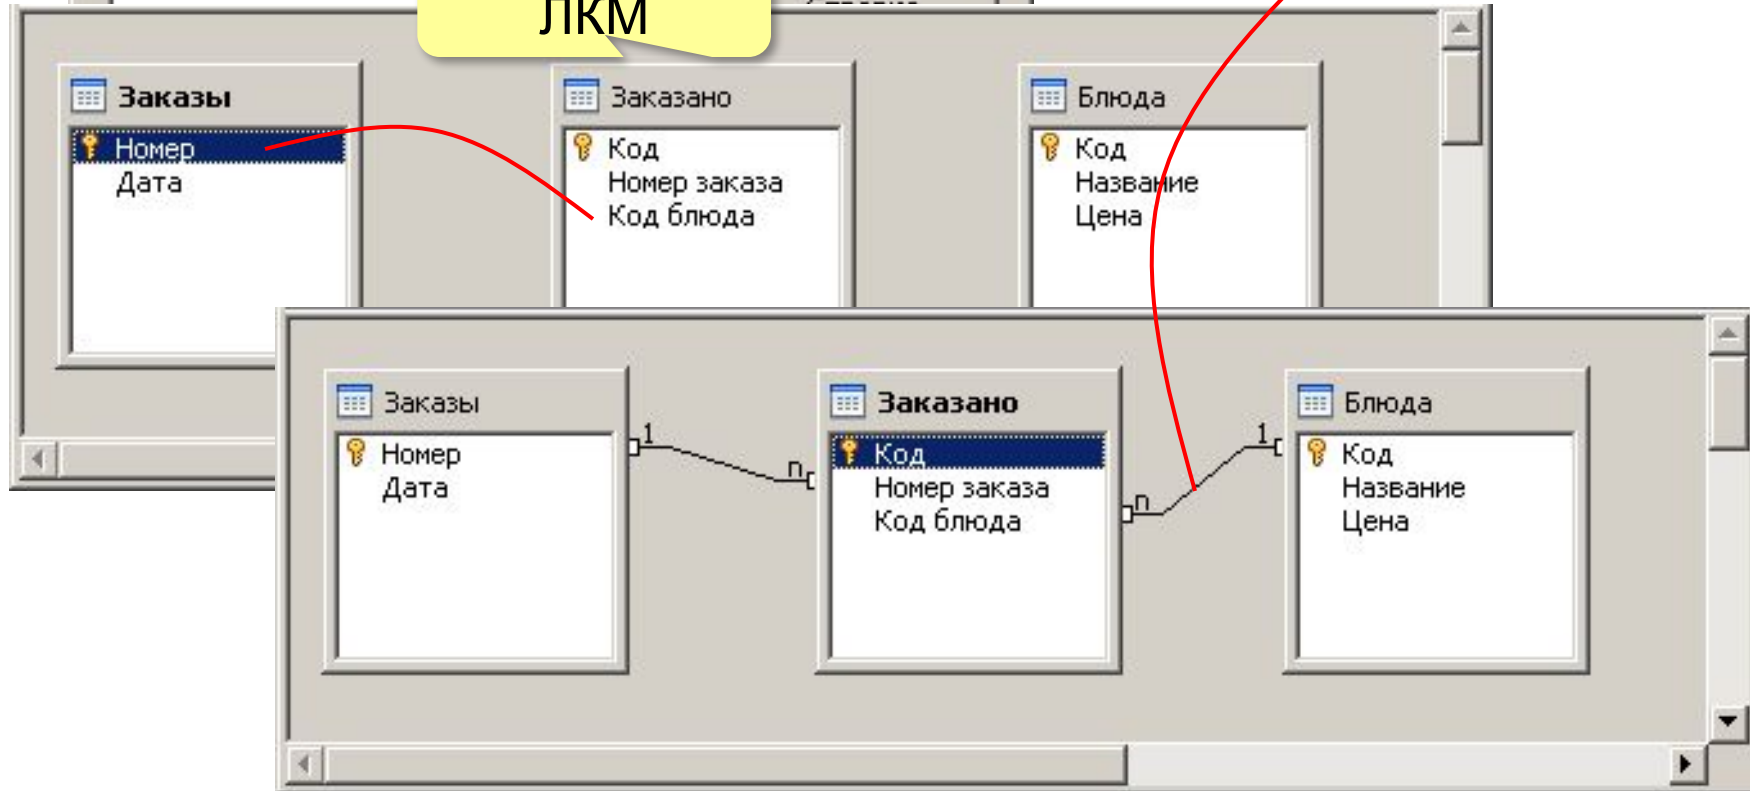 ЛКМ
Заказы
Номер
Дата
Заказано
Код
Номер заказа
Код блюда
Блюда
Код
Название
Цена
Заказы
Номер
Дата
1
n
Заказано
Код
Номер заказа
Код блюда
n
1
Блюда
Код
Название
Цена